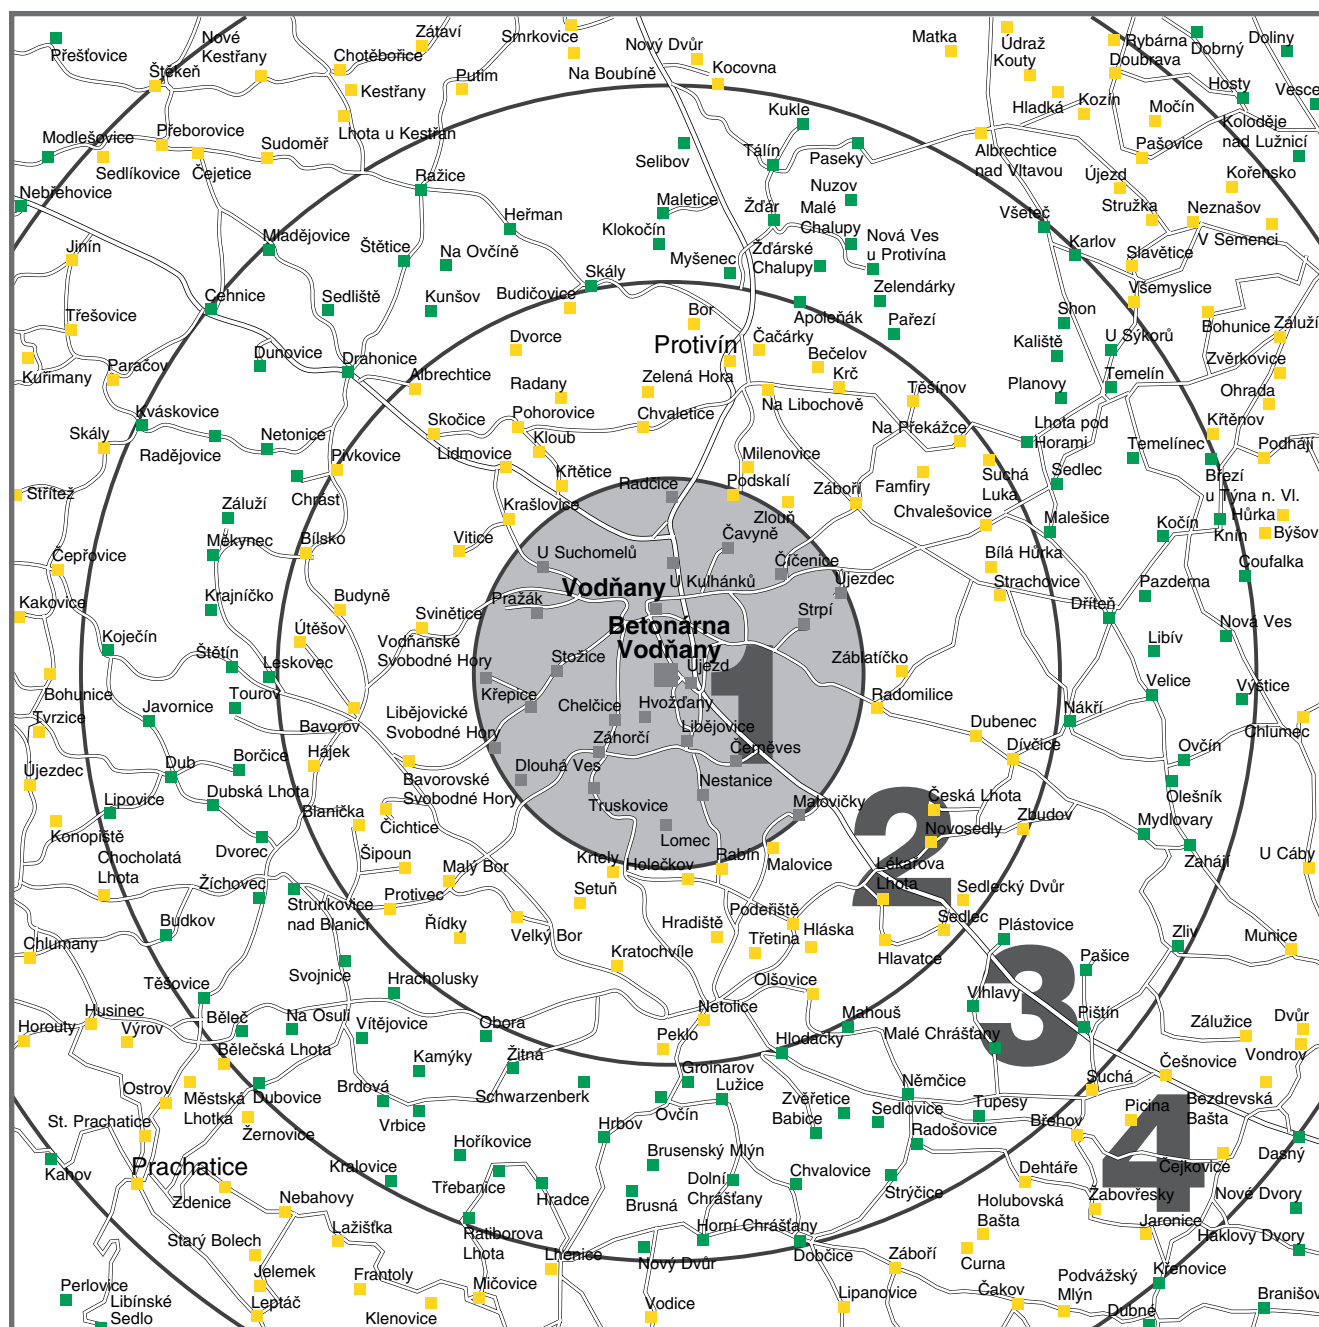 Přešťovice
Nové
Kestřany
Zátaví
Chotěbořice
Smrkovice
Na Boubíně
Nový Dvůr
Kocovna
Matka
Údraž
Kouty
Rybárna
Doubrava
Dobrný
Doliny
Štěkeň
Kestřany
Putim
Hladká
Kozín
Hosty
Vesce
Močín
Koloděje
nad Lužnicí
Modlešovice
Přeborovice
Sudoměř
Lhota u Kestřan
Kukle
Selibov
Tálín
Paseky
Albrechtice
nad Vltavou
Pašovice
Sedlíkovice
Čejetice
Ražice
Nebřehovice
Maletice
Nuzov
Újezd
Kořensko
Heřman
Klokočín
Žďár
Malé
Chalupy
Všeteč
Stružka
Neznašov
Jinín
Mladějovice
Štětice
Na Ovčíně
Myšenec
Žďárské
Chalupy
Nová Ves
u Protivína
Karlov
Slavětice
V Semenci
Skály
Cehnice
Sedliště
Kunšov
Budičovice
Zelendárky
Všemyslice
Třešovice
Bor
Apoleňák
Pařezí
Shon
Bohunice
Záluží
Dvorce
Protivín
Čačárky
Kaliště
U Sýkorů
Kuřimany
Paračov
Dunovice
Drahonice
Albrechtice
Radany
Zelená Hora
Bečelov
Krč
Zvěrkovice
Temelín
Planovy
Ohrada
Kváskovice
Skočice
Pohorovice
Chvaletice
Na Libochově
Těšínov
Lhota pod
Horami
Křtěnov
Skály
Radějovice
Netonice
Lidmovice
Kloub
Na Překážce
Temelínec
Podhájí
Pivkovice
Křtětice
Milenovice
Sedlec
Březí
u Týna n. Vl.
Střítež
Chrást
Radčice
Podskalí
Záboří
Famfíry
Suchá
Luka
Hůrka
Záluží
Krašlovice
Zlouň
Chvalešovice
Malešice
Kočín
Knín
Býšov
Čepřovice
Měkynec
Bílsko
Vitice
U Suchomelů
Čavyně
Číčenice
Bílá Hůrka
Coufalka
U Kulhánků
Újezdec
Strachovice
Pazderna
Kakovice
Krajníčko
Budyně
Svinětice
Pražák
Vodňany
Strpí
Dříteň
Betonárna
Vodňany
Nová Ves
Koječín
Útěšov
Vodňanské
Svobodné Hory
Stožice
Libív
Štětín
Leskovec
Újezd
Záblatíčko
1
Bohunice
Tourov
Křepice
Radomilice
Velice
Výštice
Tvrzice
Javornice
Bavorov
Libějovické
Svobodné Hory
Chelčice
Hvožďany
Libějovice
Dubenec
Nákří
Chlumec
Hájek
Záhorčí
Černěves
Dívčice
Ovčín
Újezdec
Dub
Borčice
Dlouhá Ves
Bavorovské
Svobodné Hory
Nestanice
Olešník
Lipovice
Dubská Lhota
Blanička
Truskovice
Malovičky
2
Česká Lhota
Konopiště
Čichtice
Lomec
Novosedly
Zbudov
Mydlovary
Chocholatá
Lhota
Dvorec
Šipoun
Malý Bor
Krtely
Holečkov
Rabín
Malovice
Lékařova
Lhota
Zahájí
U Cáby
Žíchovec
Strunkovice
nad Blanicí
Protivec
Setuň
Sedlecký Dvůr
Budkov
Řídky
Velký Bor
Hradiště
Podeřiště
Sedlec
Plástovice
Zliv
Munice
Chlumany
Svojnice
Kratochvíle
Třetina
Hláska
Hlavatce
3
Pašice
Těšovice
Hracholusky
Olšovice
Vlhlavy
Husinec
Horouty
Výrov
Běleč
Na Osuli
Vítějovice
Obora
Netolice
Peklo
Mahouš
Malé Chrášťany
Pištín
Zálužice
Dvůr
Hlodačky
Vondrov
Bělečská Lhota
Kamýky
Žitná
Češnovice
Ostrov
Městská
Lhotka
Dubovice
Brdová
Schwarzenberk
Groinarov
Lužice
Němčice
Suchá
Bezdrevská
Bašta
Zvěřetice
Babice
Sedlovice
Tupesy
Picina
4
St. Prachatice
Žernovice
Vrbice
Hrbov
Ovčín
Radošovice
Břehov
Hoříkovice
Brusenský Mlýn
Dasný
Kahov
Prachatice
Kralovice
Třebanice
Dolní
Chrášťany
Chvalovice
Dehtáře
Čejkovice
Zdenice
Nebahovy
Hradce
Brusná
Strýčice
Holubovská
Bašta
Žabovřesky
Nové Dvory
Starý Bolech
Lažišťka
Ratiborova
Lhota
Horní Chrášťany
Jaronice
Haklovy Dvory
Lhenice
Nový Dvůr
Dobčice
Záboří
Curna
Perlovice
Jelemek
Frantoly
Mičovice
Podvážský
Mlýn
Křenovice
Libínské
Sedlo
Leptáč
Klenovice
Vodice
Lipanovice
Čakov
Dubné
Branišov